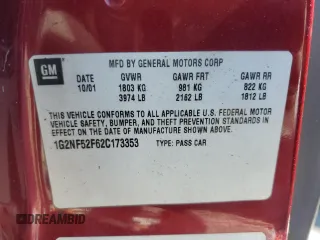 GM
MFD BY GENERAL MOTORS CORP
DATE GVWR GAWR FRT GAWR RR
10/01 1803 KG 981 KG 822 KG
3974 LB 2162 LB 1812 LB
THIS VEHICLE CONFORMS TO ALL APPLICABLE U.S. FEDERAL MOTOR
VEHICLE SAFETY, BUMPER, AND THEFT PREVENTION STANDARDS IN
EFFECT ON THE DATE OF MANUFACTURE SHOWN ABOVE.
1G2NF52F62C173353 TYPE: PASS CAR
DREAMBID